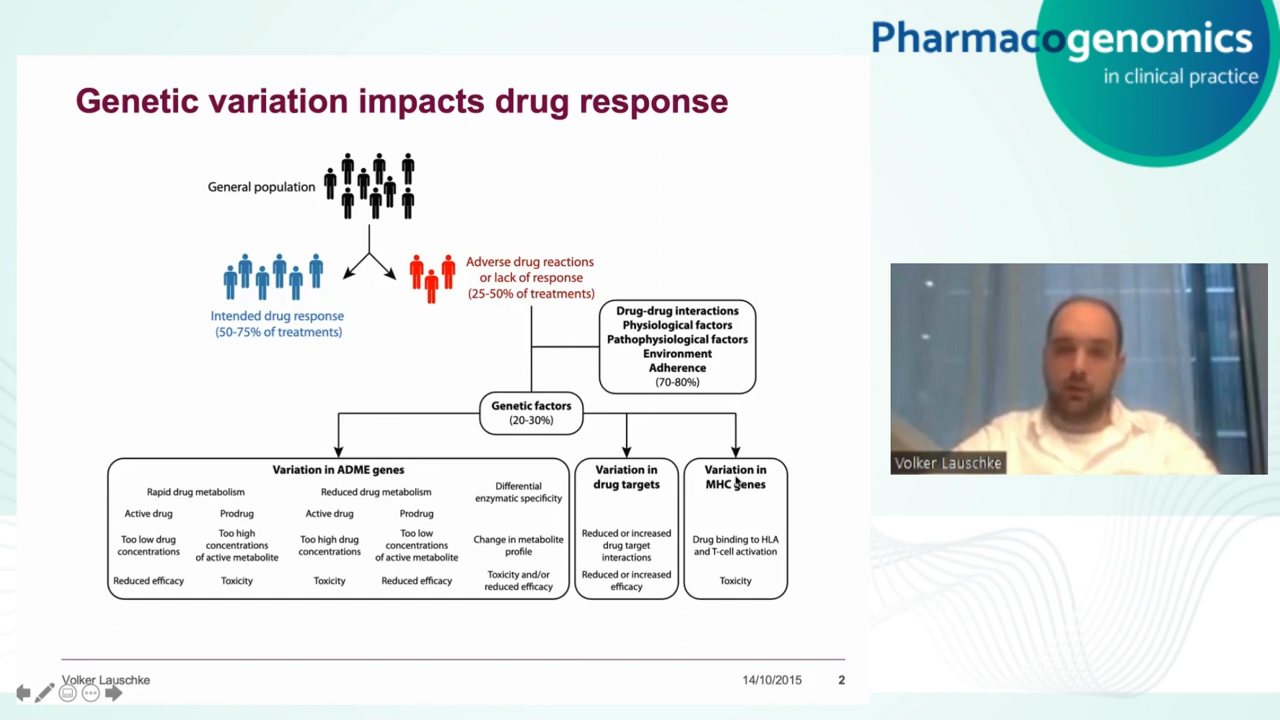 Pharmacogenomics
in clinical practice
Genetic variation impacts drug response
General population
Adverse drug reactions
or lack of response
(25-50% of treatments)
Intended drug response
(50-75% of treatments)
Drug-drug interactions
Physiological factors
Pathophysiological factors
Environment
Adherence
(70-80%)
Genetic factors
(20-30%)
Variation in ADME genes
Rapid drug metabolism
Active drug
Too low drug
concentrations
Reduced efficacy
Prodrug
Too high
concentrations
of active metabolite
Toxicity
Reduced drug metabolism
Active drug
Too high drug
concentrations
Toxicity
Prodrug
Too low
concentrations
of active metabolite
Reduced efficacy
Differential
enzymatic specificity
Change in metabolite
profile
Toxicity and/or
reduced efficacy
Variation in
drug targets
Reduced or increased
drug target
interactions
Reduced or increased
efficacy
Variation in
MHC genes
Drug binding to HLA
and T-cell activation
Toxicity
Volker Lauschke
Volker Lauschke
14/10/2015
2